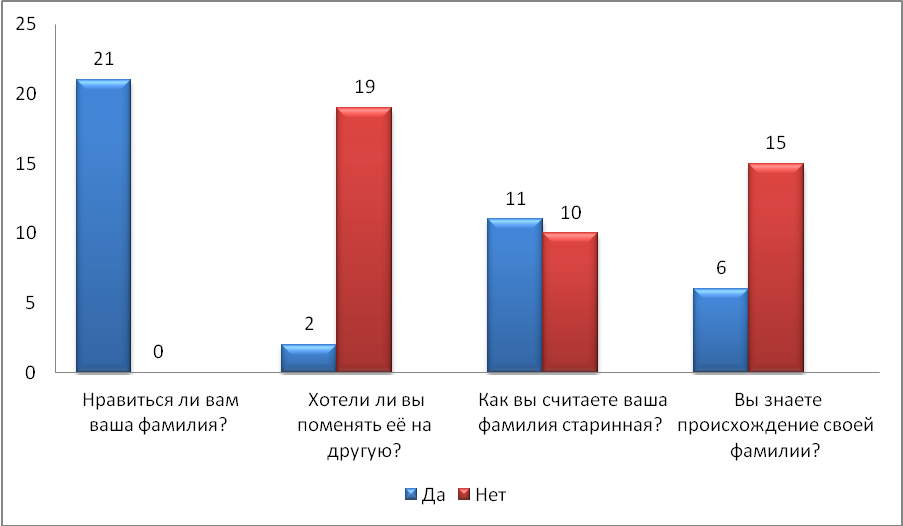 25
20
15
10
5
0
21
0
2
19
11
10
6
15
Нравиться ли вам
ваша фамилия?
Хотели ли вы
поменять её на
другую?
Как вы считаете ваша
фамилия старинная?
Вы знаете
происхождение своей
фамилии?
Да
Нет